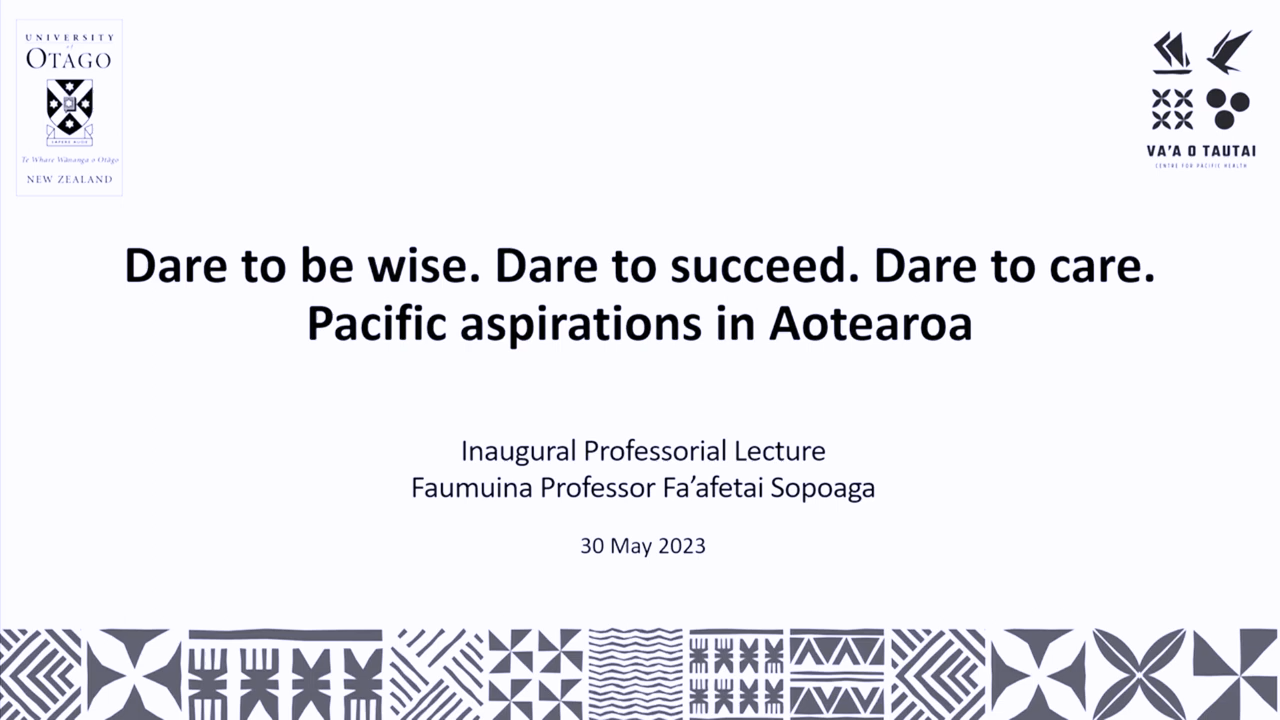 UNIVERSITY
of
OTAGO
SAPERE AUDE
Te Whare Wānanga o Otāgo
NEW ZEALAND
VA'A O TAUTAI
CENTRE FOR PACIFIC HEALTH
Dare to be wise. Dare to succeed. Dare to care.
Pacific aspirations in Aotearoa
Inaugural Professorial Lecture
Faumuina Professor Fa’afetai Sopoaga
30 May 2023